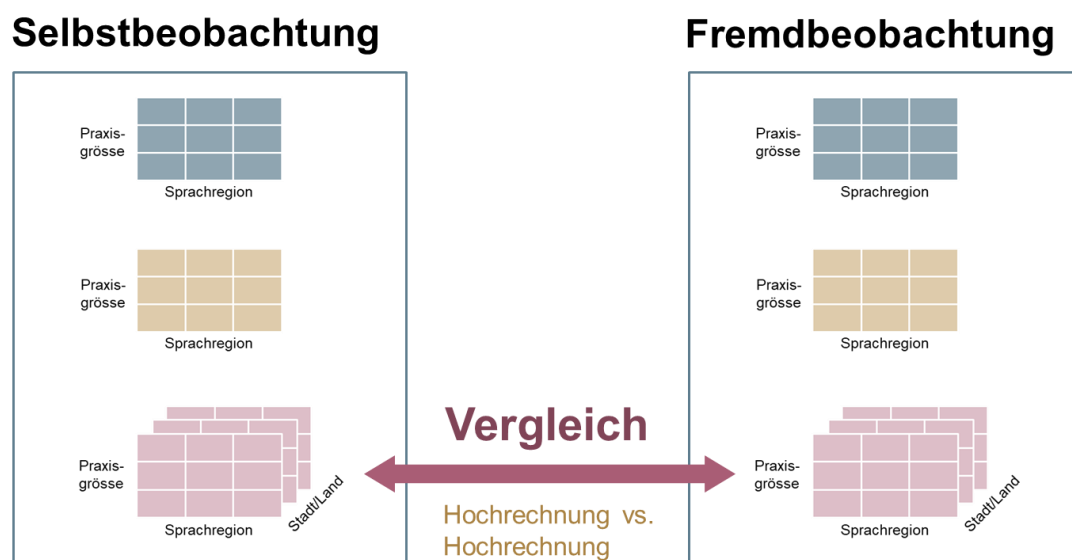 Selbstbeobachtung
Praxis-
grösse
Sprachregion
Praxis-
grösse
Sprachregion
Praxis-
grösse
Sprachregion
Stadt/Land
Vergleich
Hochrechnung vs.
Hochrechnung
Fremdbeobachtung
Praxis-
grösse
Sprachregion
Praxis-
grösse
Sprachregion
Praxis-
grösse
Sprachregion
Stadt/Land